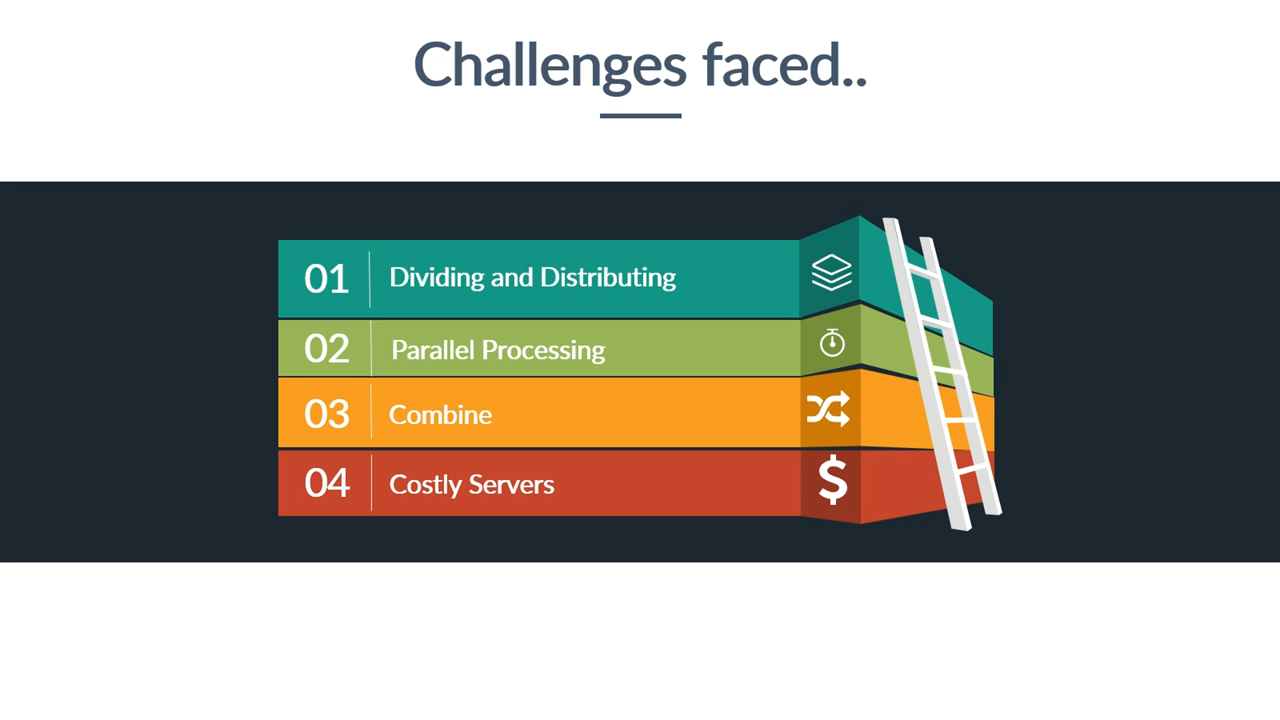 Challenges faced..
01 Dividing and Distributing
02 Parallel Processing
03 Combine
04 Costly Servers
$